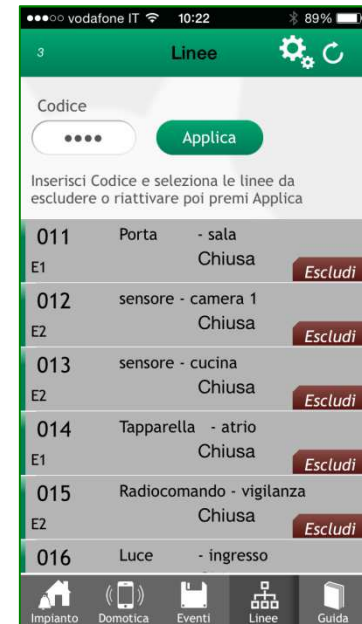 vodafone IT 10:22 89%
3 Linee
Codice
•••• Applica
Inserisci Codice e seleziona le linee da
escludere o riattivare poi premi Applica
011 Porta - sala
Chiusa
E1 Escludi
012 sensore - camera 1
Chiusa
E2 Escludi
013 sensore - cucina
Chiusa
E2 Escludi
014 Tapparella - atrio
Chiusa
E1 Escludi
015 Radiocomando - vigilanza
Chiusa
E2 Escludi
016 Luce - ingresso
Impianto Domotica Eventi Linee Guida